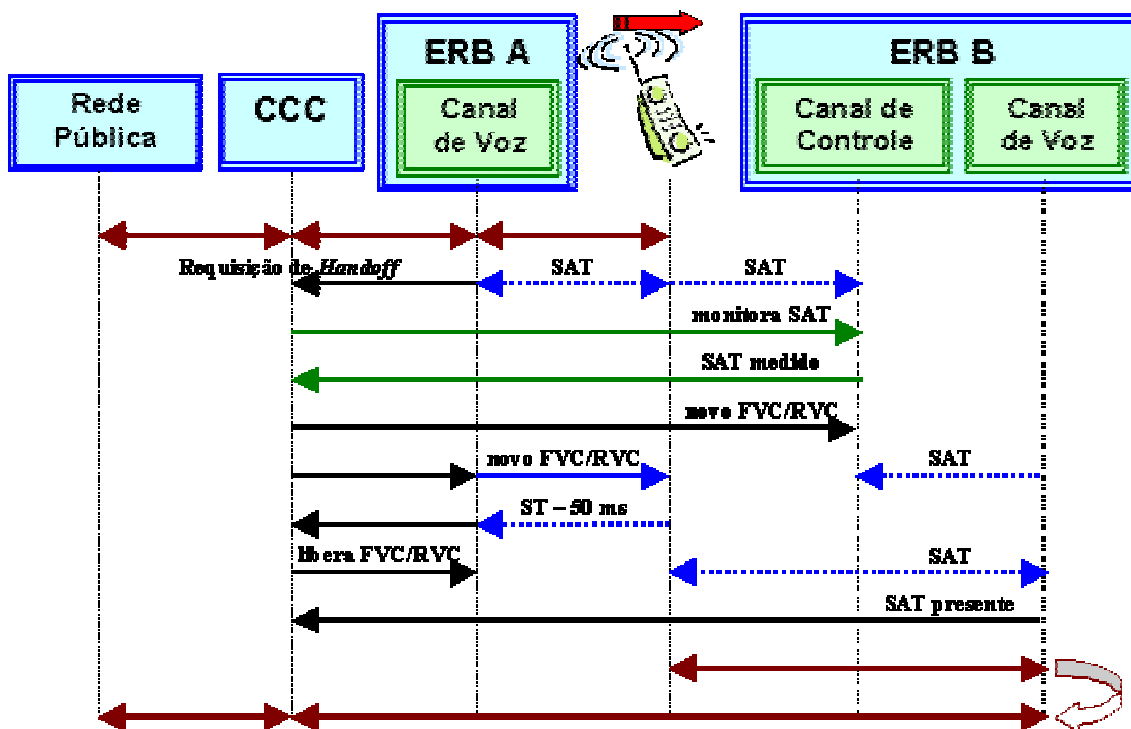 ERB A
ERB B
Rede
Pública
CCC
Canal
de Voz
Canal de
Controle
Canal
de Voz
Requisição de Handoff
SAT
SAT
monitora SAT
SAT medido
novo FVC/RVC
novo FVC/RVC
SAT
ST – 50 ms
libera FVC/RVC
SAT
SAT presente